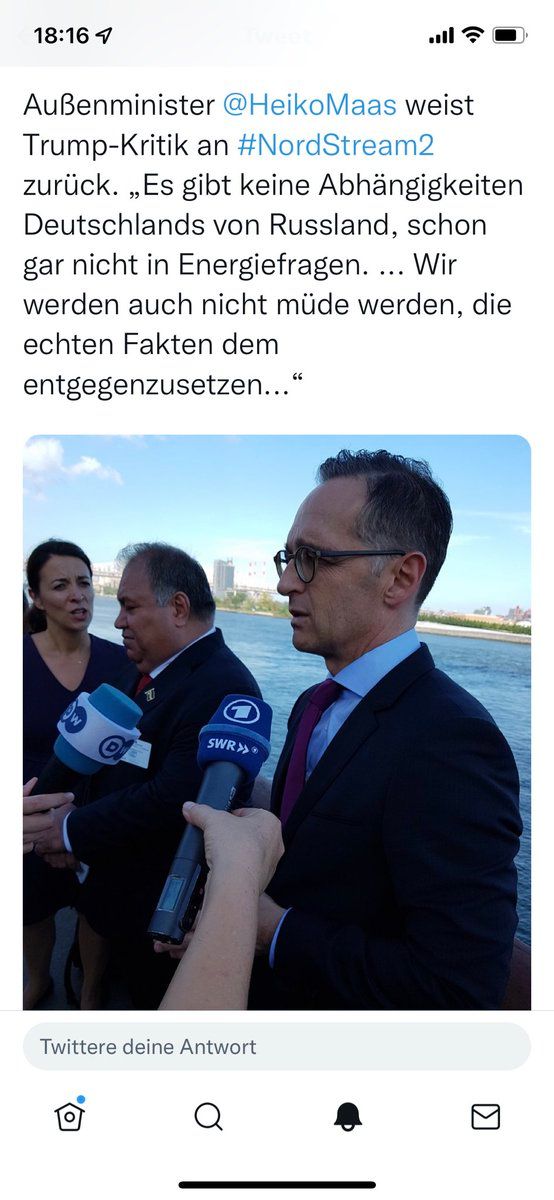 18:16
Tweet
Außenminister @HeikoMaas weist
Trump-Kritik an #NordStream2
zurück. „Es gibt keine Abhängigkeiten
Deutschlands von Russland, schon
gar nicht in Energiefragen. ... Wir
werden auch nicht müde werden, die
echten Fakten dem
entgegenzusetzen...“
DW
DW
1
SWR»
Twittere deine Antwort